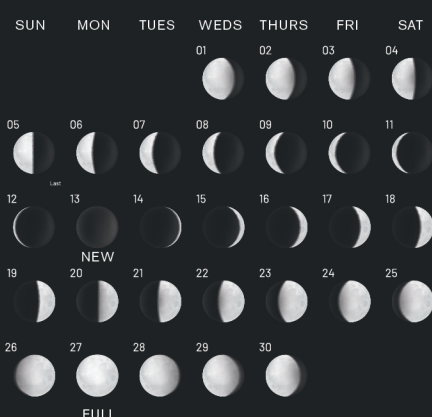 SUN MON TUES WEDS THURS FRI SAT
01 02 03 04
05 06 07 08 09 10 11
Last
12 13 14 15 16 17 18
NEW
19 20 21 22 23 24 25
26 27 28 29 30
FULL